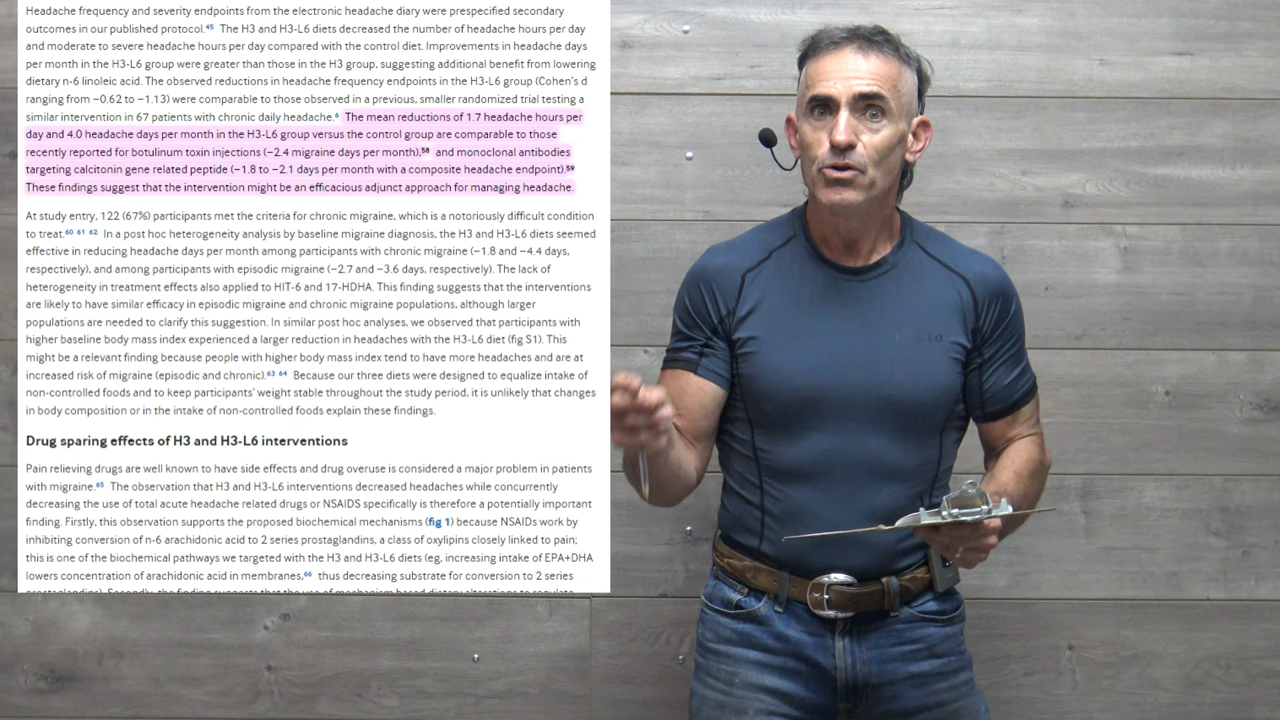 Headache frequency and severity endpoints from the electronic headache diary were prespecified secondary
outcomes in our published protocol.45 The H3 and H3-L6 diets decreased the number of headache hours per day
and moderate to severe headache hours per day compared with the control diet. Improvements in headache days
per month in the H3-L6 group were greater than those in the H3 group, suggesting additional benefit from lowering
dietary n-6 linoleic acid. The observed reductions in headache frequency endpoints in the H3-L6 group (Cohen's d
ranging from −0.62 to −1.13) were comparable to those observed in a previous, smaller randomized trial testing a
similar intervention in 67 patients with chronic daily headache.6 The mean reductions of 1.7 headache hours per
day and 4.0 headache days per month in the H3-L6 group versus the control group are comparable to those
recently reported for botulinum toxin injections (−2.4 migraine days per month),58 and monoclonal antibodies
targeting calcitonin gene related peptide (−1.8 to −2.1 days per month with a composite headache endpoint).59
These findings suggest that the intervention might be an efficacious adjunct approach for managing headache.
At study entry, 122 (67%) participants met the criteria for chronic migraine, which is a notoriously difficult condition
to treat.60 61 62 In a post hoc heterogeneity analysis by baseline migraine diagnosis, the H3 and H3-L6 diets seemed
effective in reducing headache days per month among participants with chronic migraine (−1.8 and −4.4 days,
respectively), and among participants with episodic migraine (−2.7 and −3.6 days, respectively). The lack of
heterogeneity in treatment effects also applied to HIT-6 and 17-HDHA. This finding suggests that the interventions
are likely to have similar efficacy in episodic migraine and chronic migraine populations, although larger
populations are needed to clarify this suggestion. In similar post hoc analyses, we observed that participants with
higher baseline body mass index experienced a larger reduction in headaches with the H3-L6 diet (fig S1). This
might be a relevant finding because people with higher body mass index tend to have more headaches and are at
increased risk of migraine (episodic and chronic).63 64 Because our three diets were designed to equalize intake of
non-controlled foods and to keep participants' weight stable throughout the study period, it is unlikely that changes
in body composition or in the intake of non-controlled foods explain these findings.
Drug sparing effects of H3 and H3-L6 interventions
Pain relieving drugs are well known to have side effects and drug overuse is considered a major problem in patients
with migraine.65 The observation that H3 and H3-L6 interventions decreased headaches while concurrently
decreasing the use of total acute headache related drugs or NSAIDS specifically is therefore a potentially important
finding. Firstly, this observation supports the proposed biochemical mechanisms (fig 1) because NSAIDs work by
inhibiting conversion of n-6 arachidonic acid to 2 series prostaglandins, a class of oxylipins closely linked to pain;
this is one of the biochemical pathways we targeted with the H3 and H3-L6 diets (eg, increasing intake of EPA+DHA
lowers concentration of arachidonic acid in membranes,66 thus decreasing substrate for conversion to 2 series